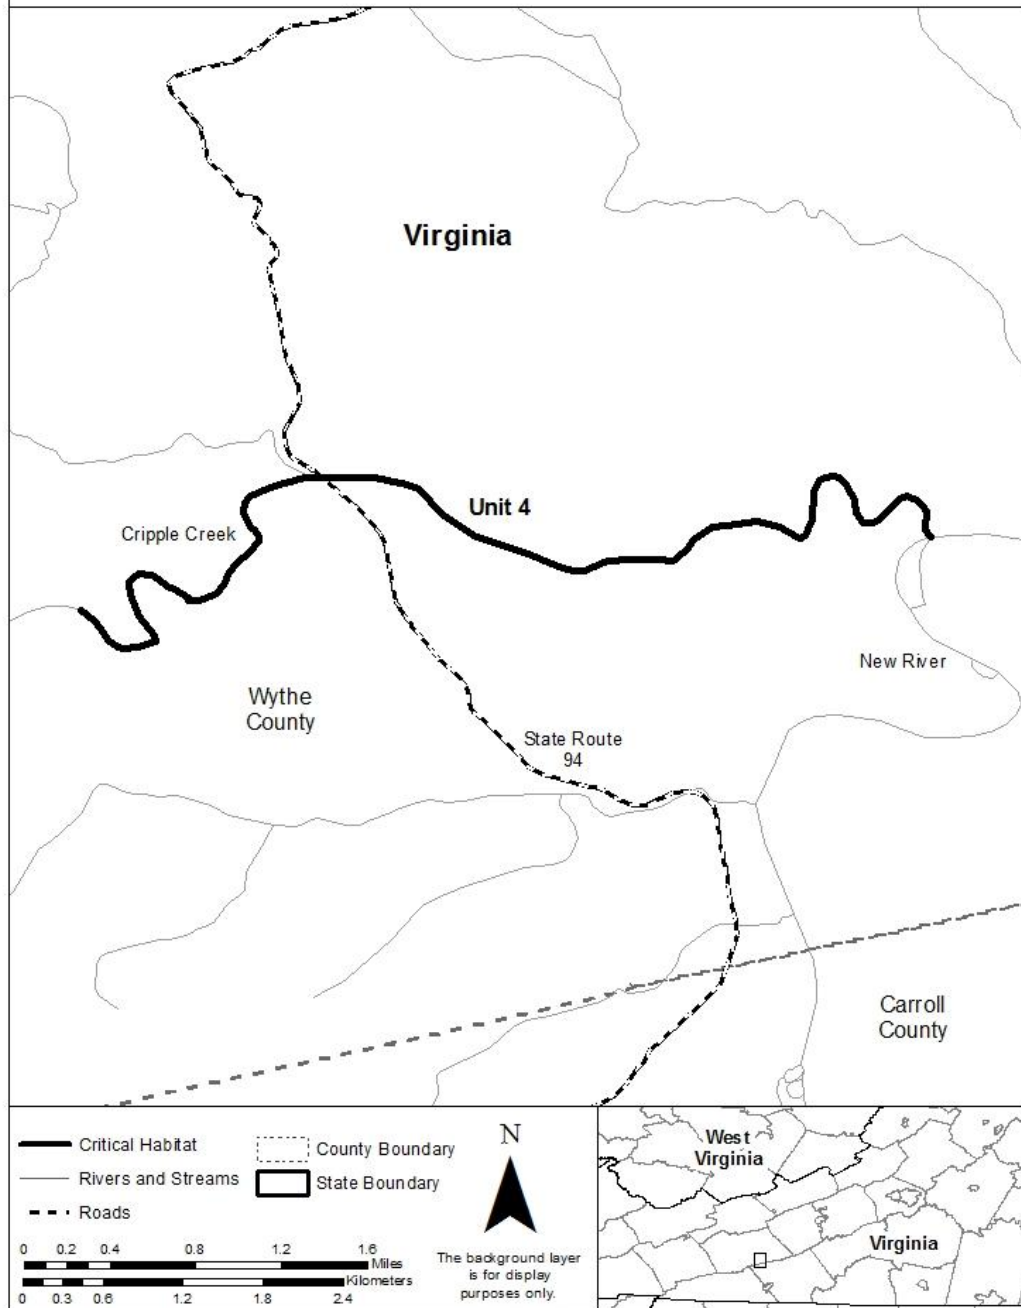 Virginia
Unit 4
Cripple Creek
New River
Wythe
County
State Route
94
Carroll
County
Critical Habitat
Rivers and Streams
Roads
County Boundary
State Boundary
0 0.2 0.4 0.8 1.2 1.6
Miles
Kilometers
0 0.3 0.6 1.2 1.8 2.4
N
The background layer
is for display
purposes only.
West
Virginia
Virginia